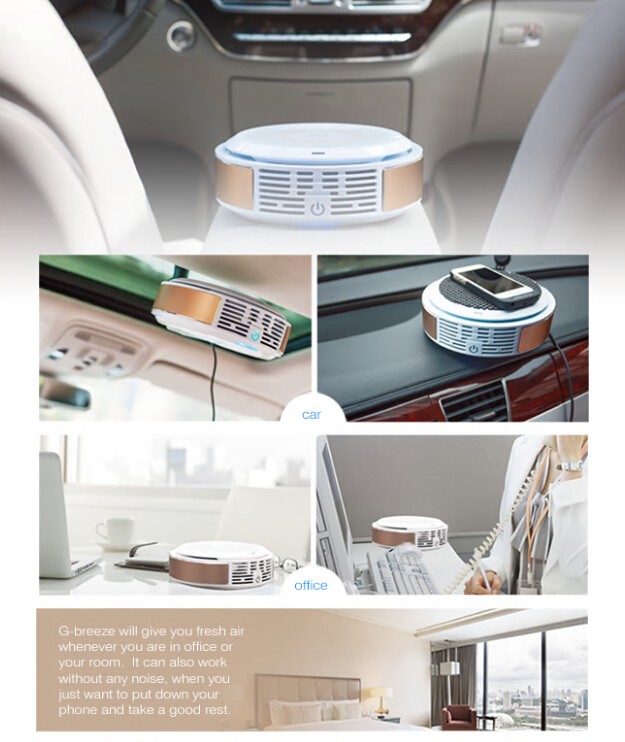 car
office
G-breeze will give you fresh air
whenever you are in office or
your room.  It can also work
without any noise, when you
just want to put down your
phone and take a good rest.